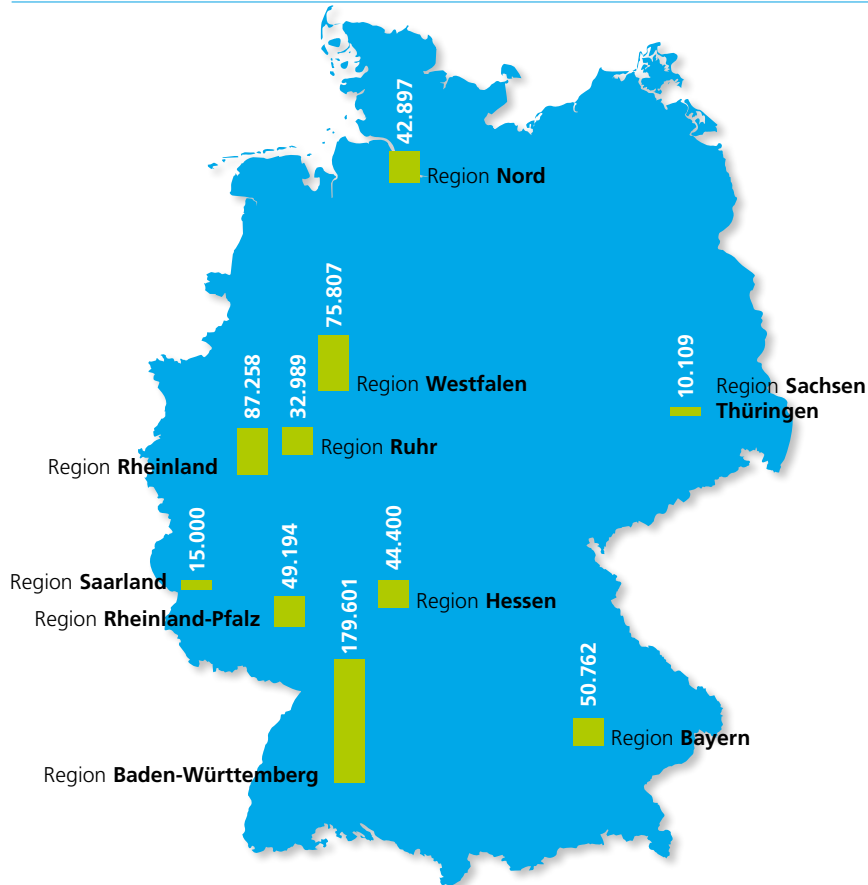 42.897
Region Nord
75.807
Region Westfalen
10.109
Region Sachsen
Thüringen
87.258
Region Rheinland
32.989
Region Ruhr
15.000
Region Saarland
49.194
Region Rheinland-Pfalz
44.400
Region Hessen
179.601
Region Baden-Württemberg
50.762
Region Bayern